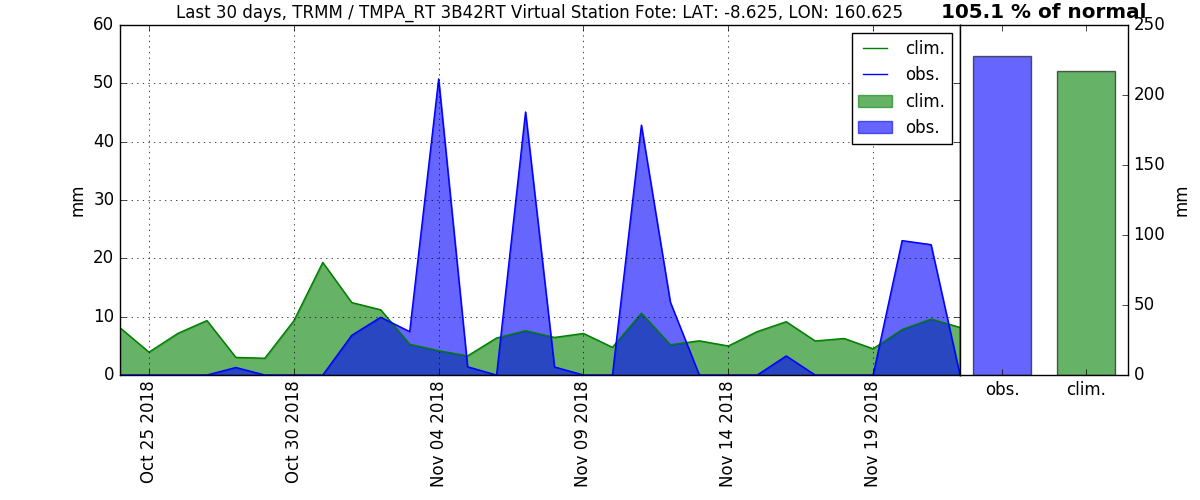 Last 30 days, TRMM / TMPA_RT 3B42RT Virtual Station Fote: LAT: -8.625, LON: 160.625
105.1 % of normal
60
50
40
30
20
10
0
mm
clim.
obs.
clim.
obs.
250
200
150
100
50
0
mm
obs.
clim.
Oct 25 2018
Oct 30 2018
Nov 04 2018
Nov 09 2018
Nov 14 2018
Nov 19 2018